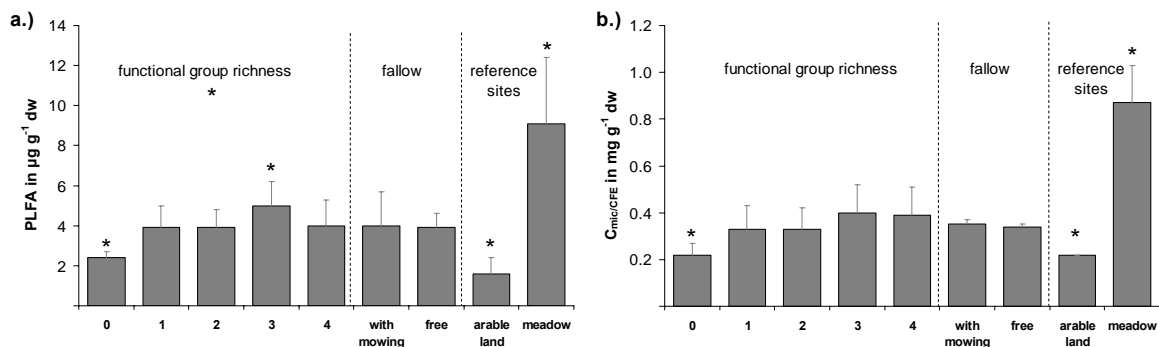 a.)
PLFA in µg g-1 dw
14
12
10
8
6
4
2
functional group richness
*
fallow
reference
sites
*
*
*
*
0
1
2
3
4
with
mowing
free
arable
land
meadow
b.)
Cmic/CFE in mg g-1 dw
1.2
1.0
0.8
0.6
0.4
0.2
0.0
functional group richness
fallow
reference
sites
*
*
*
0
1
2
3
4
with
mowing
free
arable
land
meadow